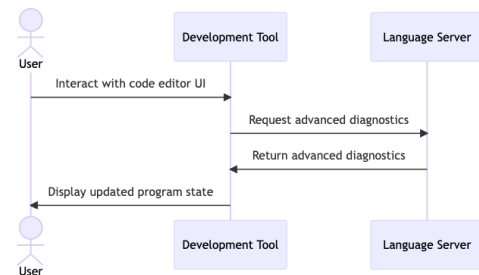 Development Tool
Language Server
User
Interact with code editor UI
Request advanced diagnostics
Return advanced diagnostics
Display updated program state
Development Tool
Language Server
User